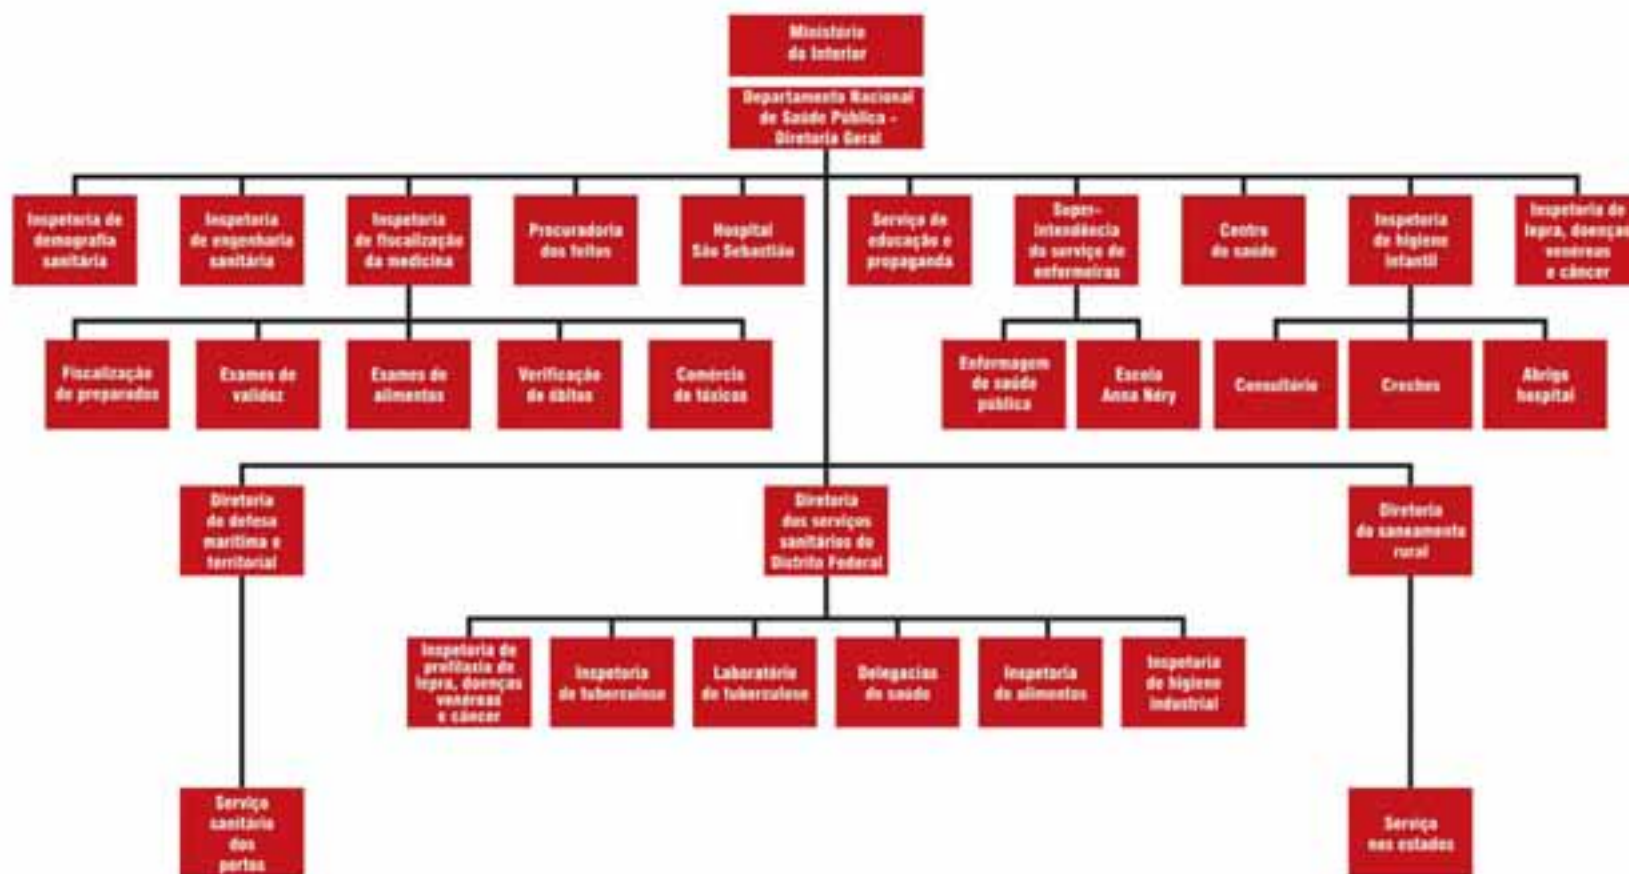 Ministério
do Interior
Departamento Nacional
de Saúde Pública –
Diretoria Geral
Inspetoria de
demografia
sanitária
Inspetoria
de engenharia
sanitária
Inspetoria
de fiscalização
da medicina
Procuradoria
dos feitos
Hospital
São Sebastião
Serviço de
educação e
propaganda
Super-
intendência
do serviço de
enfermeiras
Centro
de saúde
Inspetoria
de higiene
infantil
Inspetoria de
lepra, doenças
venéreas
e câncer
Fiscalização
de preparados
Exames de
validez
Exames de
alimentos
Verificação
de óbitos
Comércio
de tóxicos
Enfermagem
de saúde
pública
Escola
Anna Néry
Consultório
Creches
Abrigo
hospital
Diretoria
de defesa
marítima e
territorial
Diretoria
dos serviços
sanitários do
Distrito Federal
Diretoria
do saneamento
rural
Inspetoria de
profilaxia de
lepra, doenças
venéreas
e câncer
Inspetoria
de tuberculose
Laboratório
de tuberculose
Delegacias
de saúde
Inspetoria
de alimentos
Inspetoria
de higiene
industrial
Serviço
sanitário
dos
portos
Serviço
nos estados